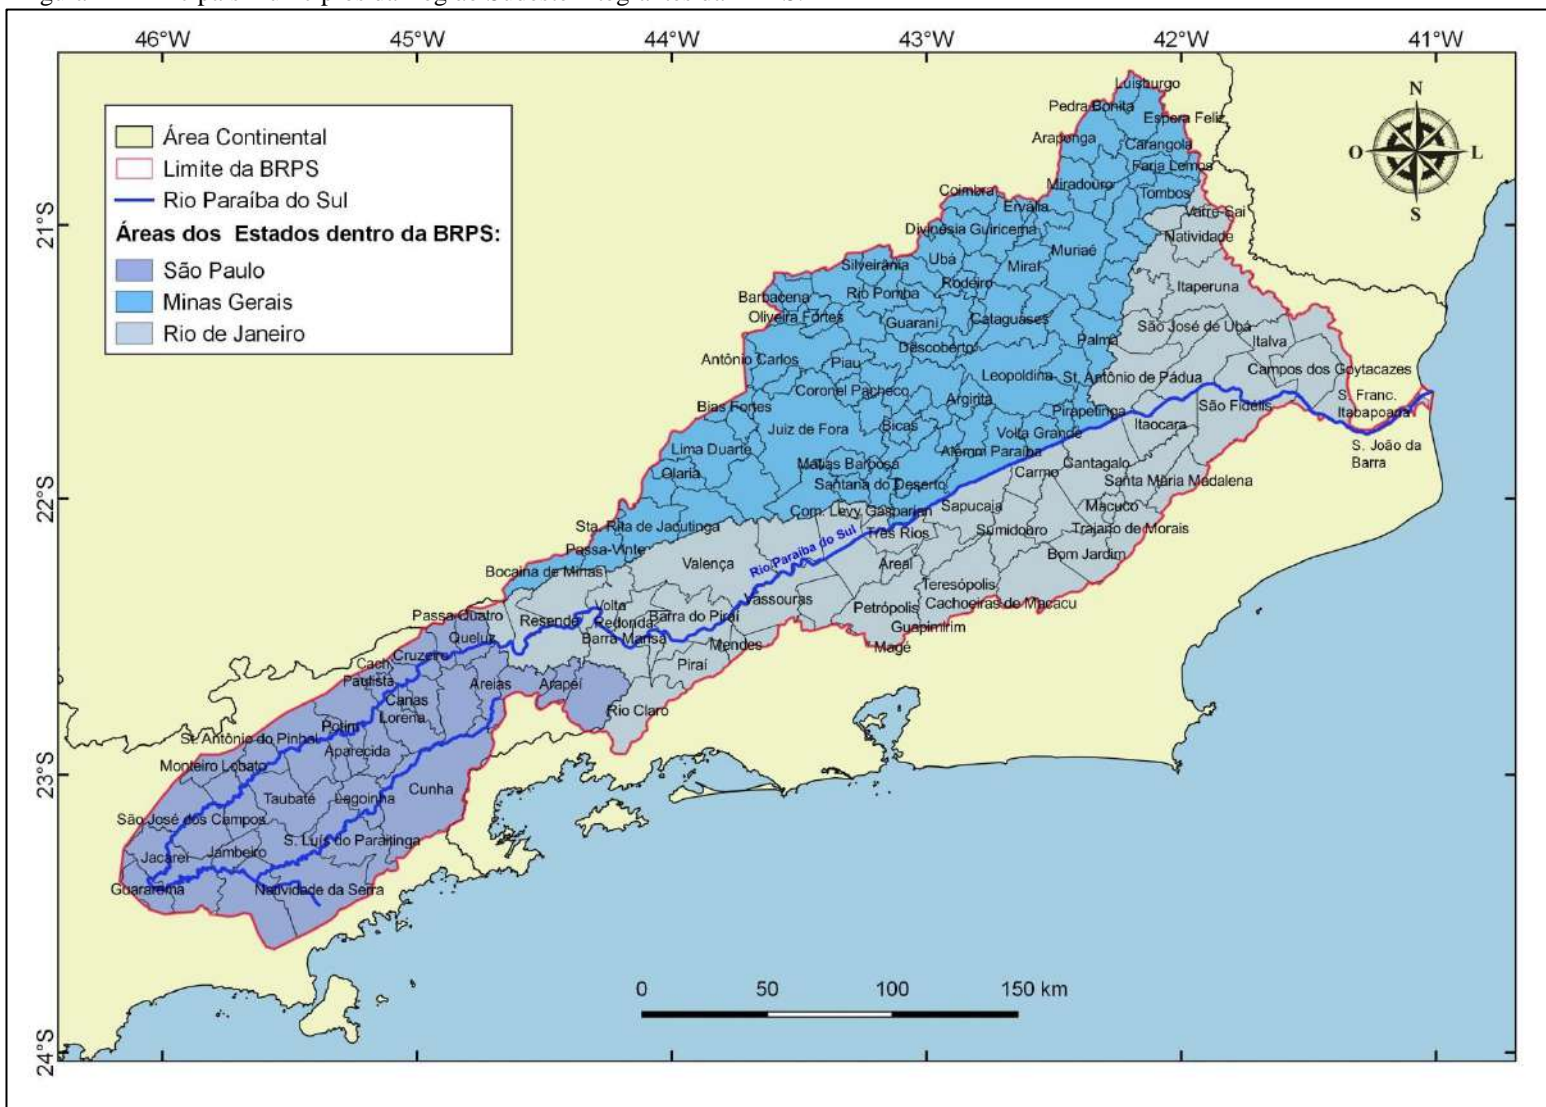 46°W 45°W 44°W 43°W 42°W 41°W
Área Continental
Limite da BRPS
Rio Paraíba do Sul
Áreas dos Estados dentro da BRPS:
São Paulo
Minas Gerais
Rio de Janeiro
N
O L
S
21°S
22°S
23°S
24°S
Luisburgo
Pedra Bonita
Espera Feliz
Araponga
Carangola
Faria Lemos
Miradouro
Coimbra
Tombos
Ervália
Varre-Sai
Divinésia Guiricema
Natividade
Muriaé
Ubá
Silveirânia
Miraí
Rodeiro
Itaperuna
Rio Pomba
Barbacena
Oliveira Fortes
Guarani
Cataguases
São José de Ubá
Italva
Palma
Descoberto
Antônio Carlos
Piau
Campos dos Goytacazes
Leopoldina
St. Antônio de Pádua
Coronel Pacheco
Argirita
S. Franc.
Itabapoana
Bias Fortes
São Fidélis
Pirapetinga
Itaocara
Juiz de Fora
Bicas
Volta Grande
S. João da
Barra
Lima Duarte
Além Paraíba
Matias Barbosa
Cantagalo
Olaria
Carmo
Santana do Deserto
Santa Maria Madalena
Sapucaia
Macuco
Com. Levy Gasparian
Sta. Rita de Jacutinga
Três Rios
Sumidouro
Trajano de Morais
Rio Paraíba do Sul
Passa-Vinte
Bom Jardim
Valença
Areal
Bocaina de Minas
Teresópolis
Vassouras
Cachoeiras de Macacu
Petrópolis
Volta
Redonda
Passa Quatro
Resende
Barra do Piraí
Guapimirim
Queluz
Barra Mansa
Mendes
Magé
Cruzeiro
Piraí
Cach.
Paulista
Areias
Arapeí
Canas
Rio Claro
Lorena
Potim
St. Antônio do Pinhal
Aparecida
Monteiro Lobato
Cunha
Taubaté
Lagoinha
São José dos Campos
S. Luís do Paraitinga
Jambeiro
Jacareí
Guararema
Natividade da Serra
0 50 100 150 km